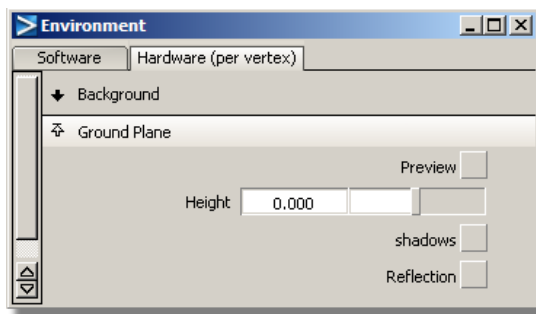 Environment
Software Hardware (per vertex)
Background
Ground Plane
Preview
Height 0.000
shadows
Reflection